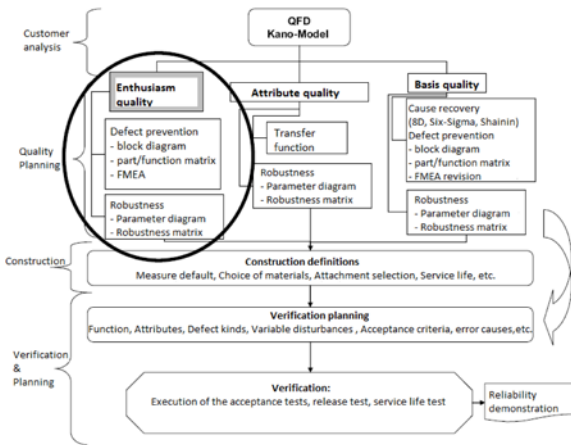 Customer
analysis
QFD
Kano-Model
Enthusiasm
quality
Attribute quality
Basis quality
Quality
Planning
Defect prevention
- block diagram
- part/function matrix
- FMEA
Robustness
- Parameter diagram
- Robustness matrix
Transfer
function
Robustness
- Parameter diagram
- Robustness matrix
Cause recovery
(8D, Six-Sigma, Shainin)
Defect prevention
- block diagram
- part/function matrix
- FMEA revision
Robustness
- Parameter diagram
- Robustness matrix
Construction
Construction definitions
Measure default, Choice of materials, Attachment selection, Service life, etc.
Verification planning
Function, Attributes, Defect kinds, Variable disturbances , Acceptance criteria, error causes,etc.
Verification
&
Planning
Verification:
Execution of the acceptance tests, release test, service life test
Reliability
demonstration